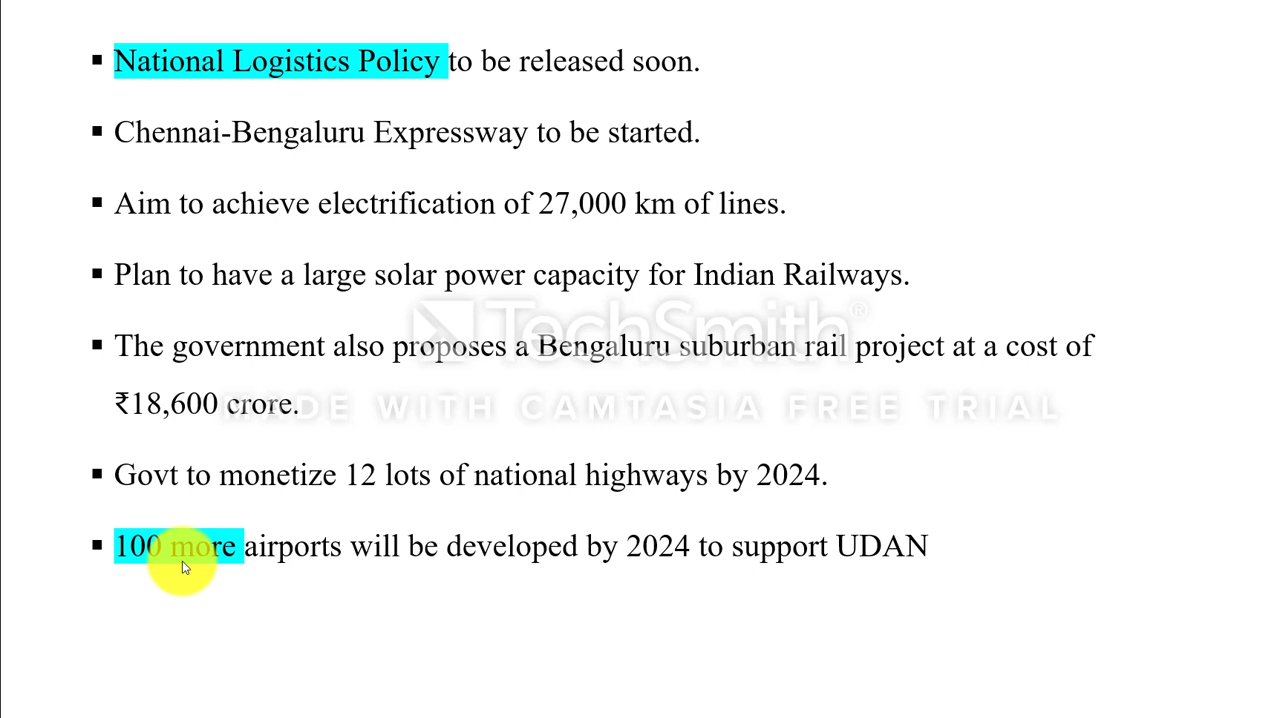 ▪ National Logistics Policy to be released soon.
▪ Chennai-Bengaluru Expressway to be started.
▪ Aim to achieve electrification of 27,000 km of lines.
▪ Plan to have a large solar power capacity for Indian Railways.
TechSmith®
▪ The government also proposes a Bengaluru suburban rail project at a cost of
₹18,600 crore.
MADE WITH CAMTASIA FREE TRIAL
▪ Govt to monetize 12 lots of national highways by 2024.
▪ 100 more airports will be developed by 2024 to support UDAN